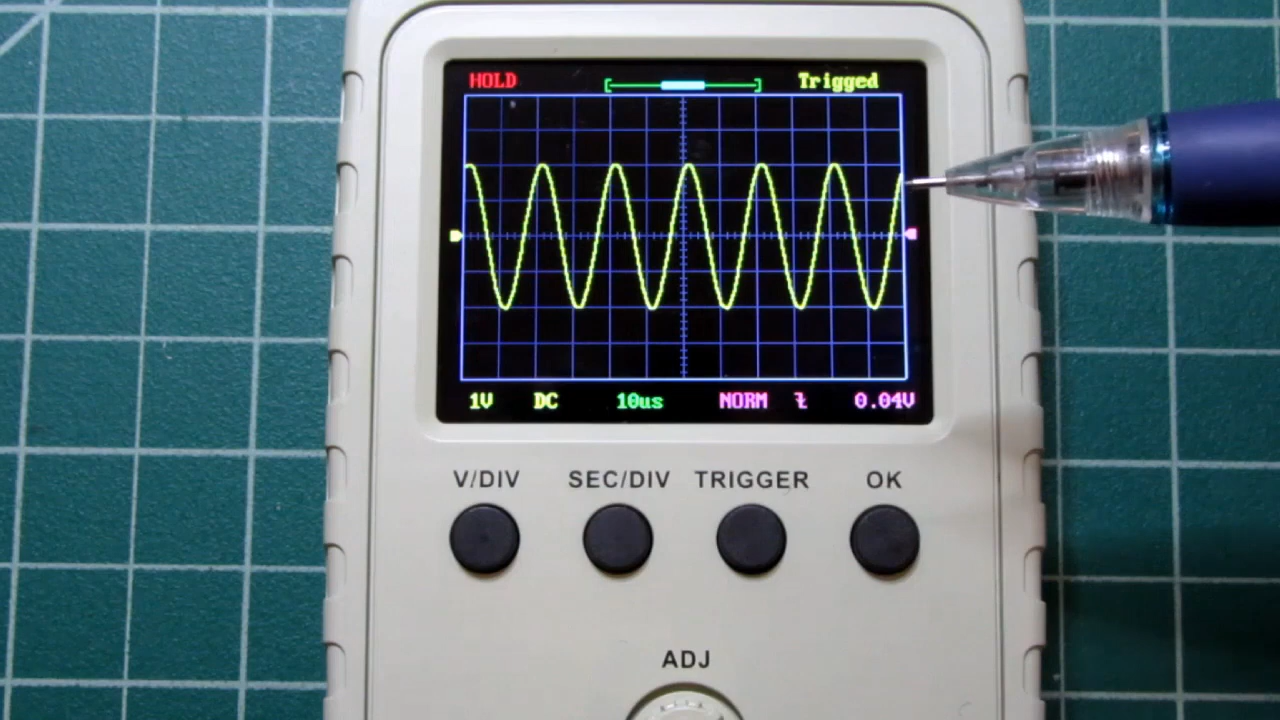 HOLD Trigged
1V DC 10us NORM 0.04V
V/DIV SEC/DIV TRIGGER OK
ADJ